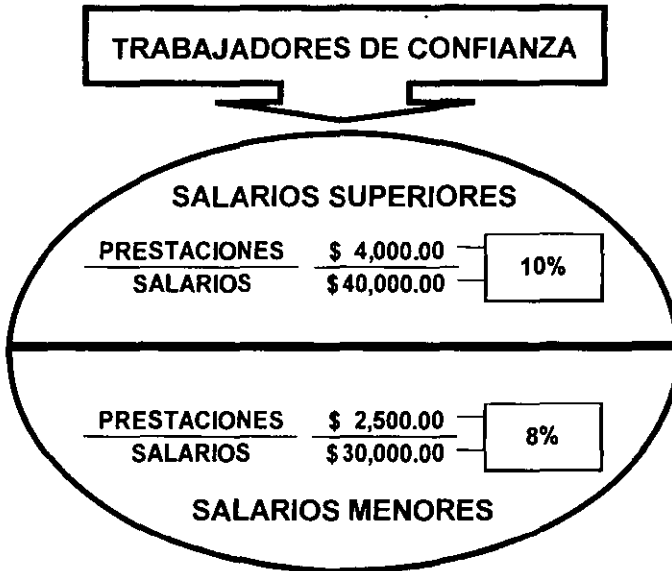 TRABAJADORES DE CONFIANZA
SALARIOS SUPERIORES
PRESTACIONES $ 4,000.00
SALARIOS $40,000.00
10%
PRESTACIONES $ 2,500.00
SALARIOS $30,000.00
8%
SALARIOS MENORES